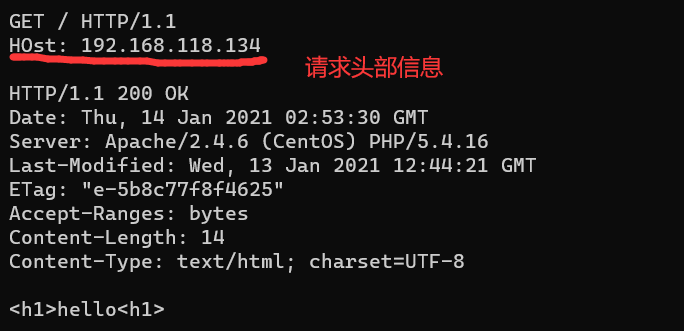 GET / HTTP/1.1
HOst: 192.168.118.134
请求头部信息
HTTP/1.1 200 OK
Date: Thu, 14 Jan 2021 02:53:30 GMT
Server: Apache/2.4.6 (CentOS) PHP/5.4.16
Last-Modified: Wed, 13 Jan 2021 12:44:21 GMT
ETag: "e-5b8c77f8f4625"
Accept-Ranges: bytes
Content-Length: 14
Content-Type: text/html; charset=UTF-8
<h1>hello<h1>